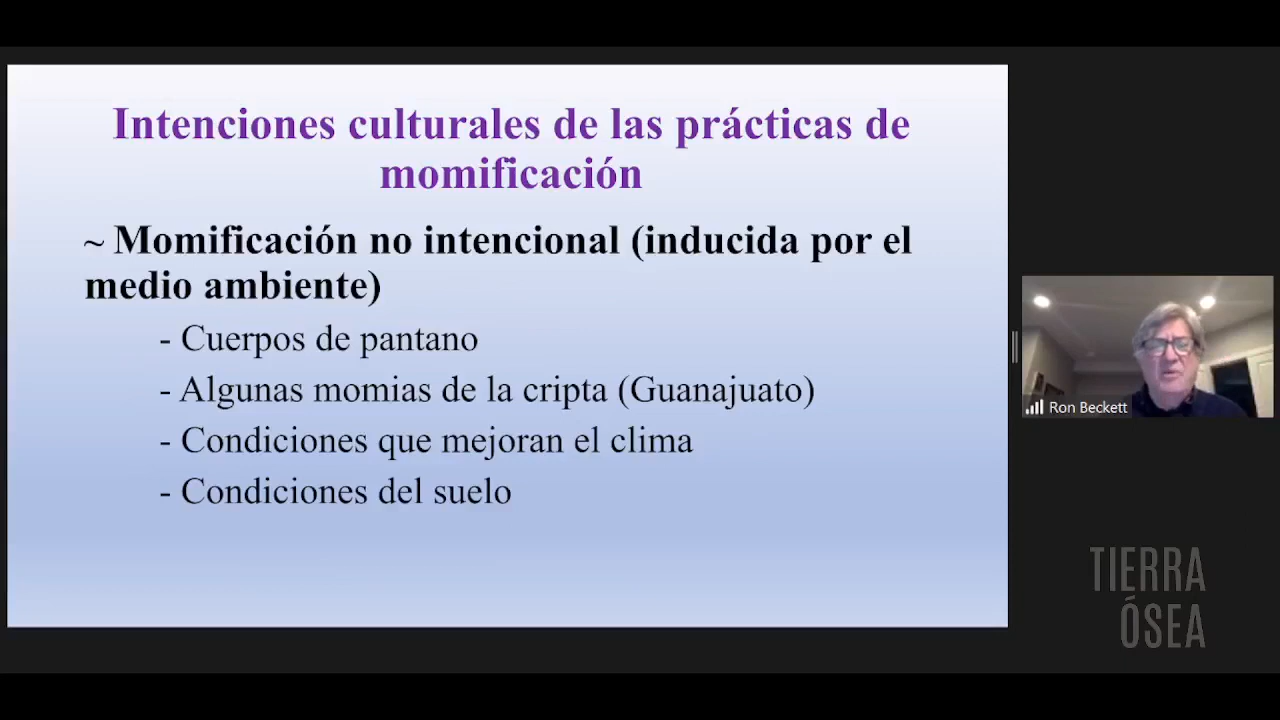 Intenciones culturales de las prácticas de
momificación
~ Momificación no intencional (inducida por el
medio ambiente)
- Cuerpos de pantano
- Algunas momias de la cripta (Guanajuato)
- Condiciones que mejoran el clima
- Condiciones del suelo
Ron Beckett
TIERRA
ÓSEA